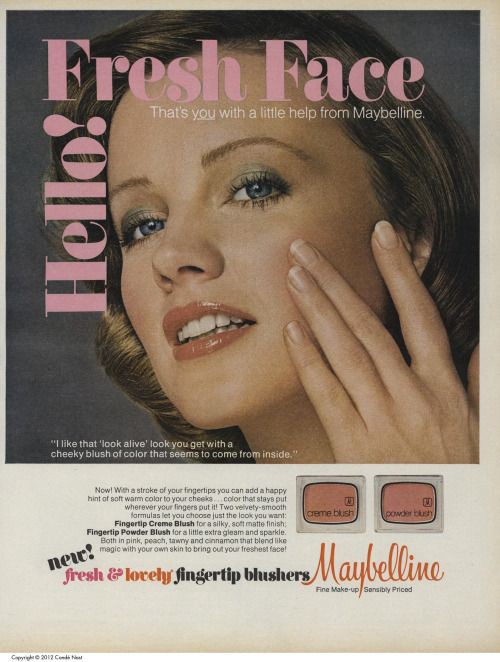 Hello!
Fresh Face
That's you with a little help from Maybelline.
"I like that 'look alive' look you get with a
cheeky blush of color that seems to come from inside."
Now! With a stroke of your fingertips you can add a happy
hint of soft warm color to your cheeks...color that stays put
wherever your fingers put it! Two velvety-smooth
formulas let you choose just the look you want:
Fingertip Creme Blush for a silky, soft matte finish;
Fingertip Powder Blush for a little extra gleam and sparkle.
Both in pink, peach, tawny and cinnamon that blend like
magic with your own skin to bring out your freshest face!
creme blush
powder blush
new!
fresh & lovely fingertip blushers
Maybelline
Fine Make-up Sensibly Priced
Copyright © 2012 Condé Nast